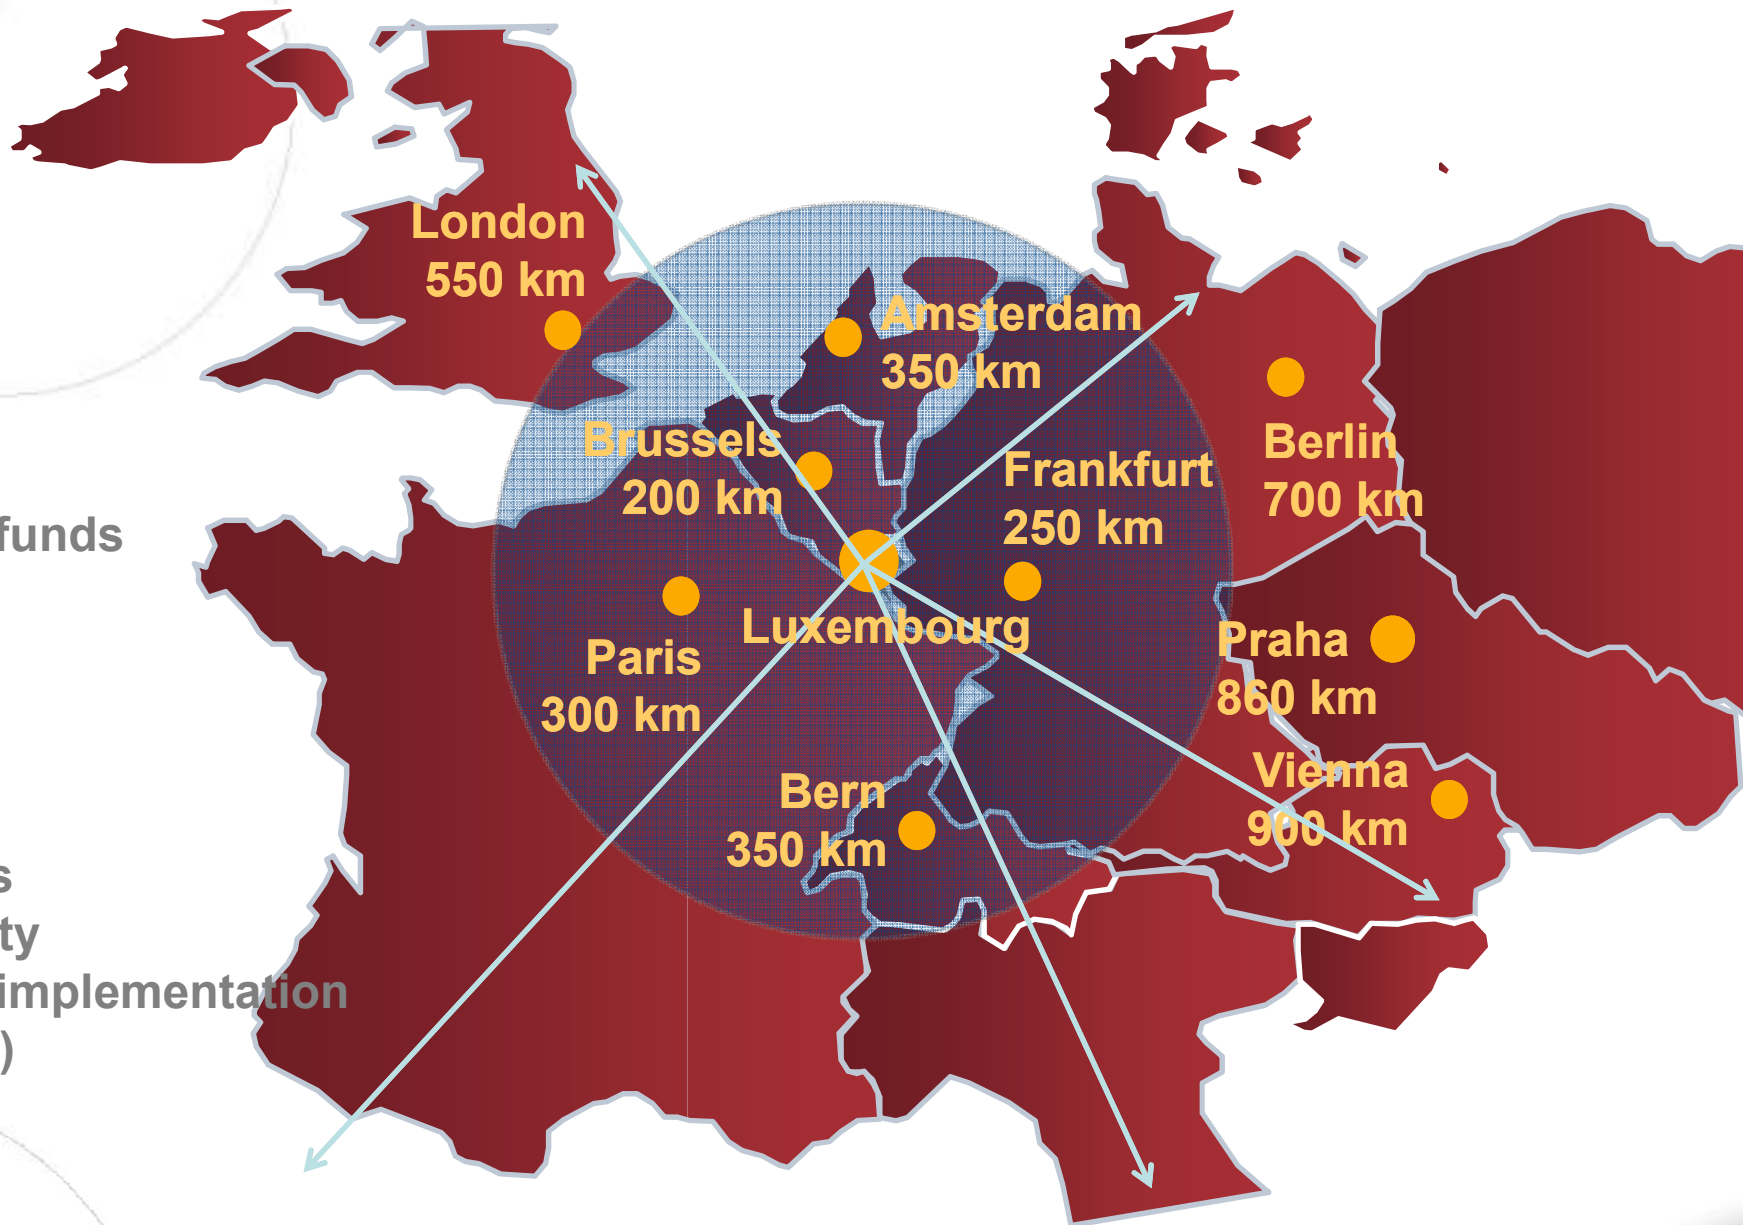 London
550 km
Amsterdam
350 km
Brussels
200 km
Frankfurt
250 km
Berlin
700 km
funds
Luxembourg
Paris
300 km
Praha
860 km
Vienna
900 km
Bern
350 km
s
ty
implementation
)